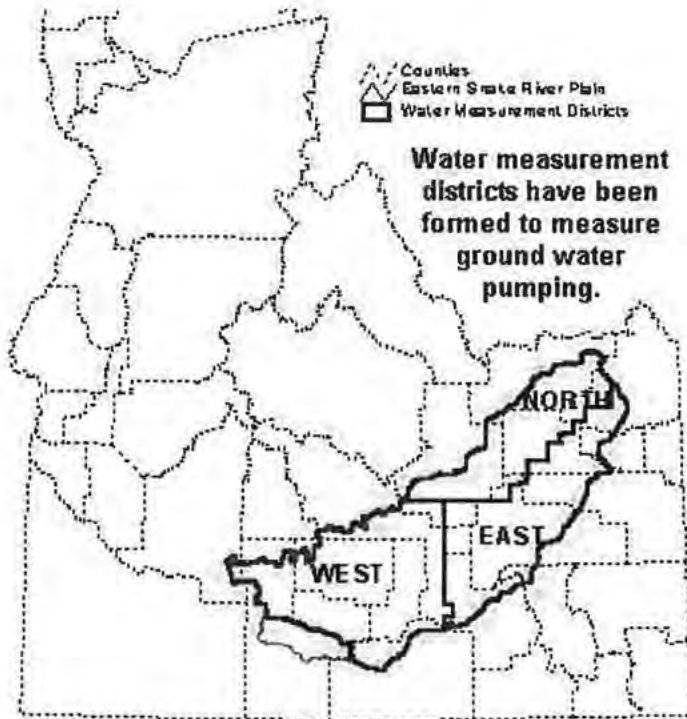 Counties
Eastern Snake River Plain
Water Measurement Districts
Water measurement
districts have been
formed to measure
ground water
pumping.
NORTH
EAST
WEST